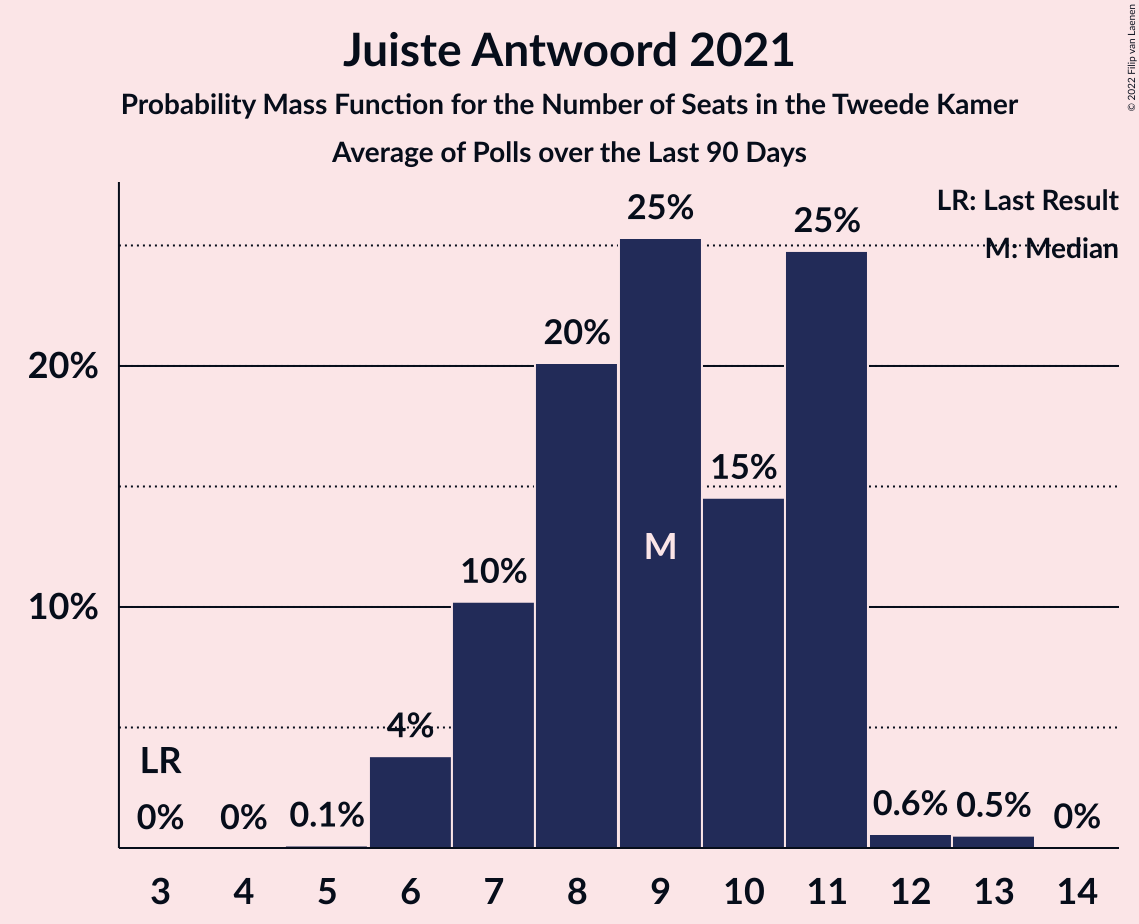 Juiste Antwoord 2021
Probability Mass Function for the Number of Seats in the Tweede Kamer
Average of Polls over the Last 90 Days
© 2022 Filip van Laenen
LR: Last Result
M: Median
25%
25%
20%
20%
15%
M
10%
10%
4%
LR
0%
0%
0.1%
0.6%
0.5%
0%
3 4 5 6 7 8 9 10 11 12 13 14